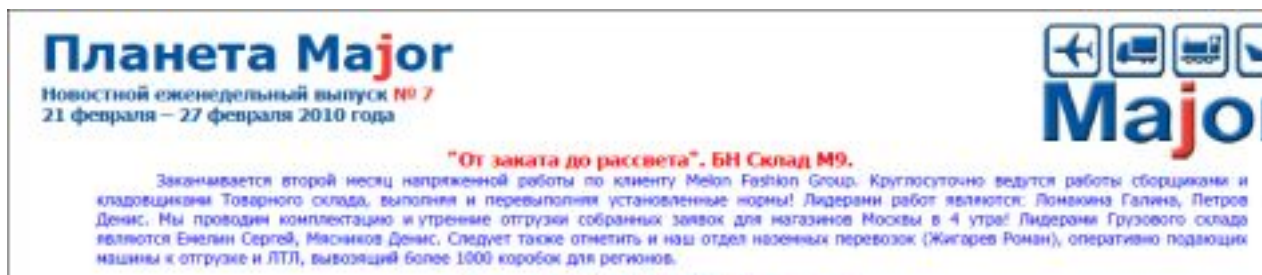 Планета Major
Новостной еженедельный выпуск № 7
21 февраля – 27 февраля 2010 года
Major
"От заката до рассвета". БН Склад М9.
Заканчивается второй месяц напряженной работы по клиенту Melon Fashion Group. Круглосуточно ведутся работы сборщиками и
кладовщиками Товарного склада, выполняя и перевыполняя установленные нормы! Лидерами работ являются: Ломакина Галина, Петров
Денис. Мы проводим комплектацию и утренние отгрузки собранных заявок для магазинов Москвы в 4 утра! Лидерами Грузового склада
являются Емелин Сергей, Мясников Денис. Следует также отметить и наш отдел наземных перевозок (Жигарев Роман), оперативно подающих
машины к отгрузке и ЛТЛ, вывозящий более 1000 коробок для регионов.